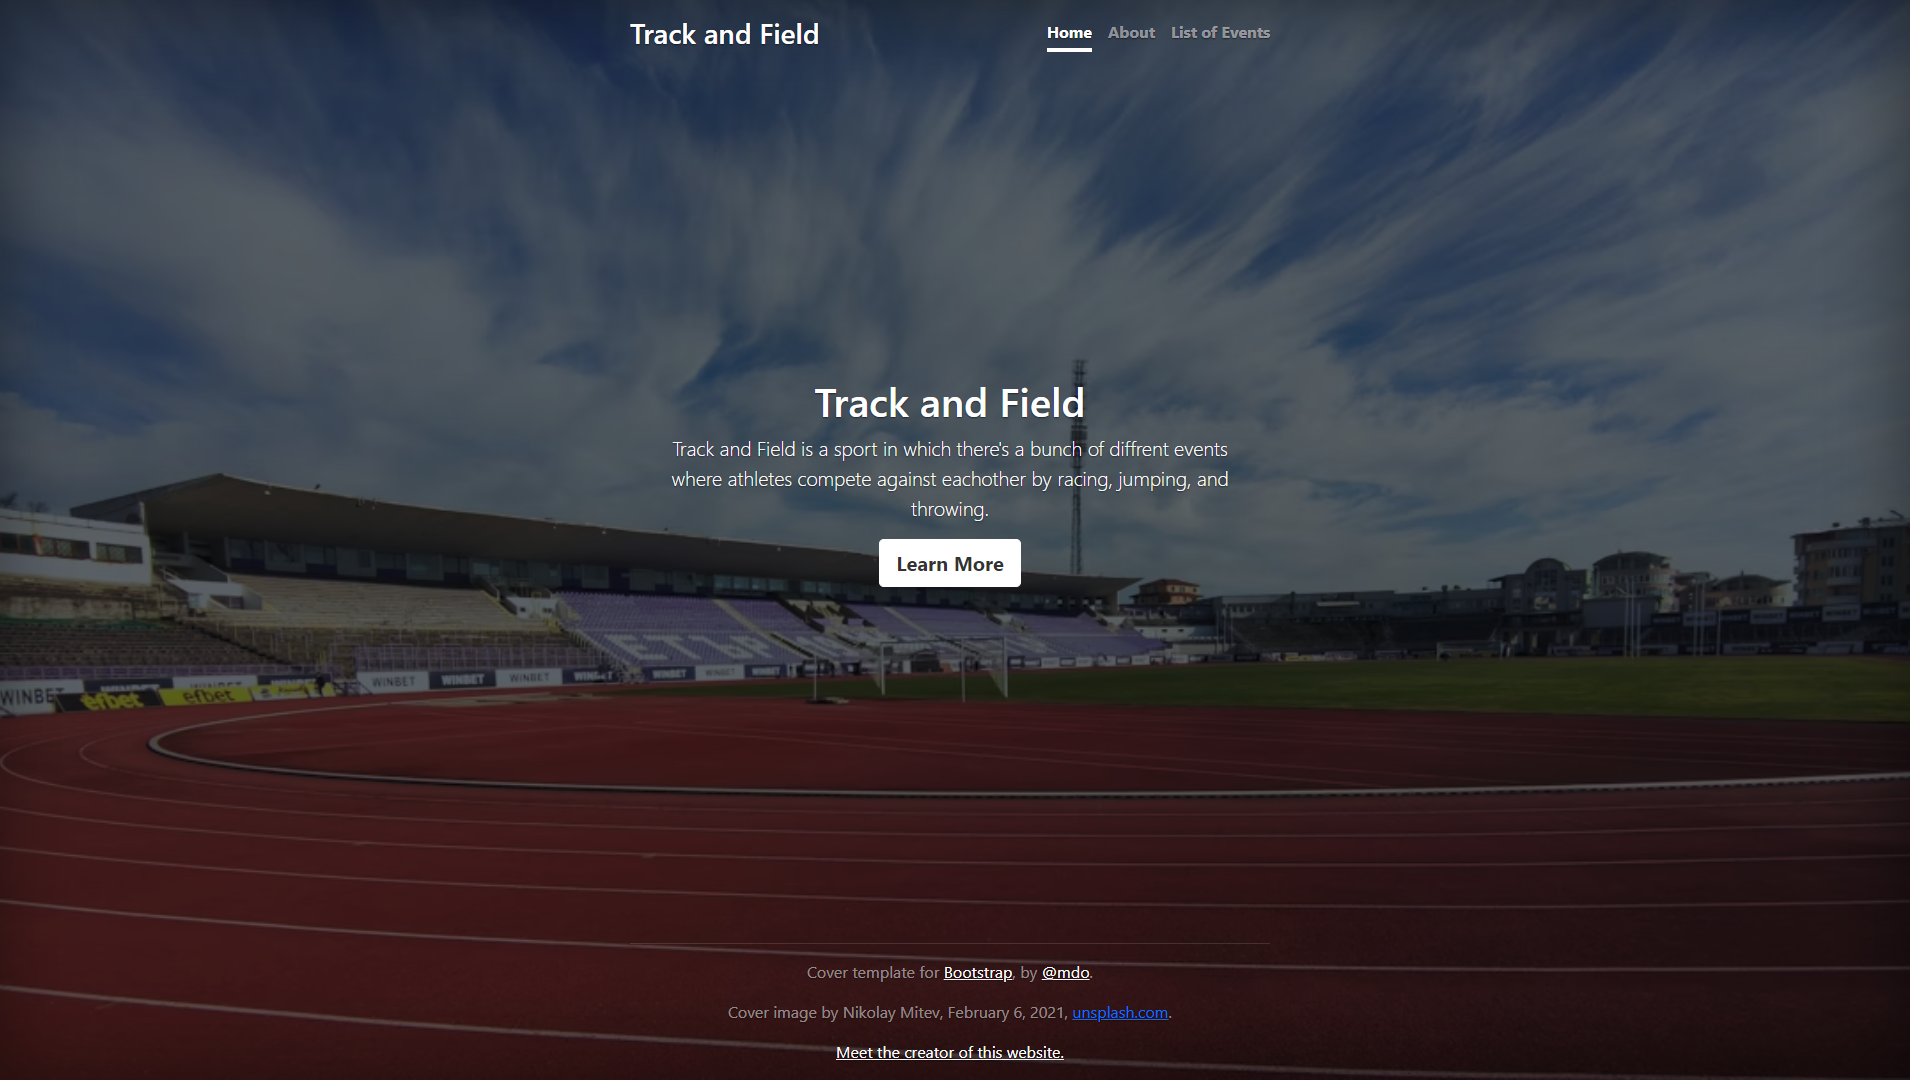 Track and Field
Home About List of Events
Track and Field
Track and Field is a sport in which there's a bunch of diffrent events
where athletes compete against eachother by racing, jumping, and
throwing.
Learn More
WINBET
efbet
efbet
WINBET
WINBET
WINBET
WINBET
WINBET
WINBET
Cover template for Bootstrap, by @mdo.
Cover image by Nikolay Mitev, February 6, 2021, unsplash.com.
Meet the creator of this website.